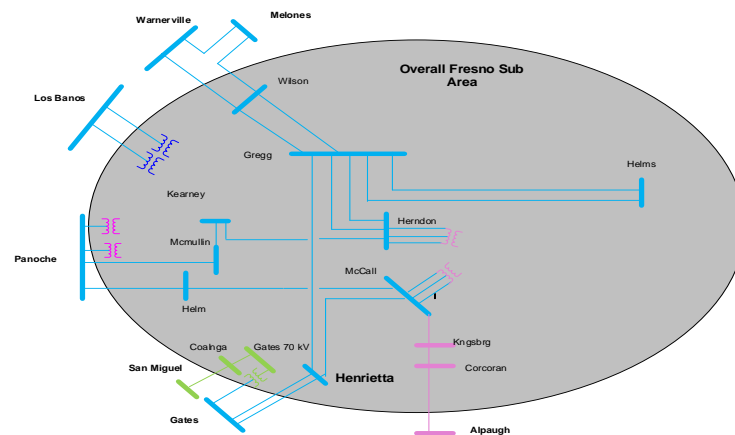 Warnerville
Melones
Overall Fresno Sub
Area
Wilson
Los Banos
Gregg
Helms
Kearney
Herndon
Mcmullin
Panoche
McCall
Helm
Kngsbrg
Coalnga
Gates 70 kV
San Miguel
Henrietta
Corcoran
Gates
Alpaugh